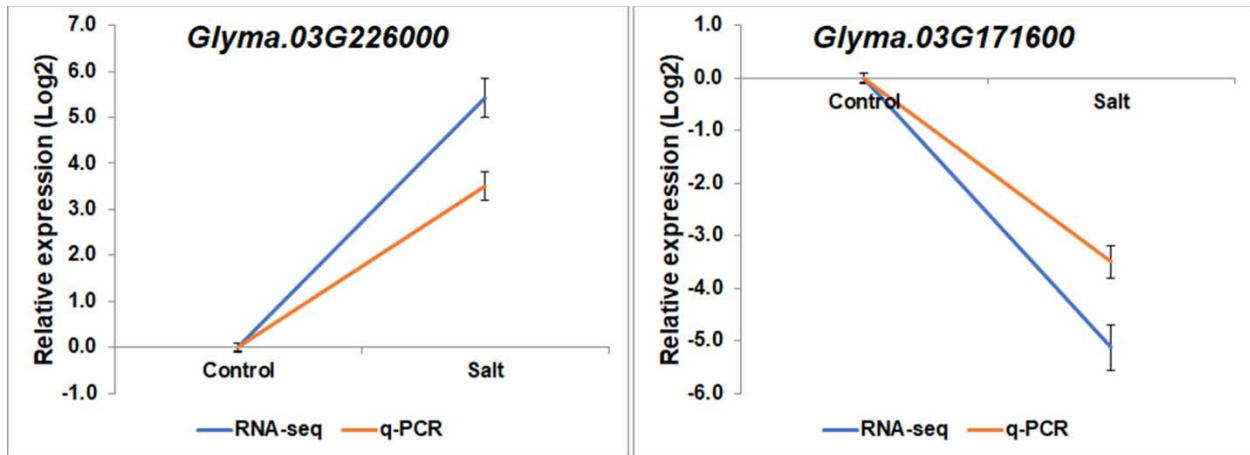 Glyma.03G226000
Relative expression (Log2)
7.0
6.0
5.0
4.0
3.0
2.0
1.0
0.0
-1.0
Control
Salt
RNA-seq
q-PCR
Glyma.03G171600
Relative expression (Log2)
1.0
0.0
-1.0
-2.0
-3.0
-4.0
-5.0
-6.0
Control
Salt
RNA-seq
q-PCR